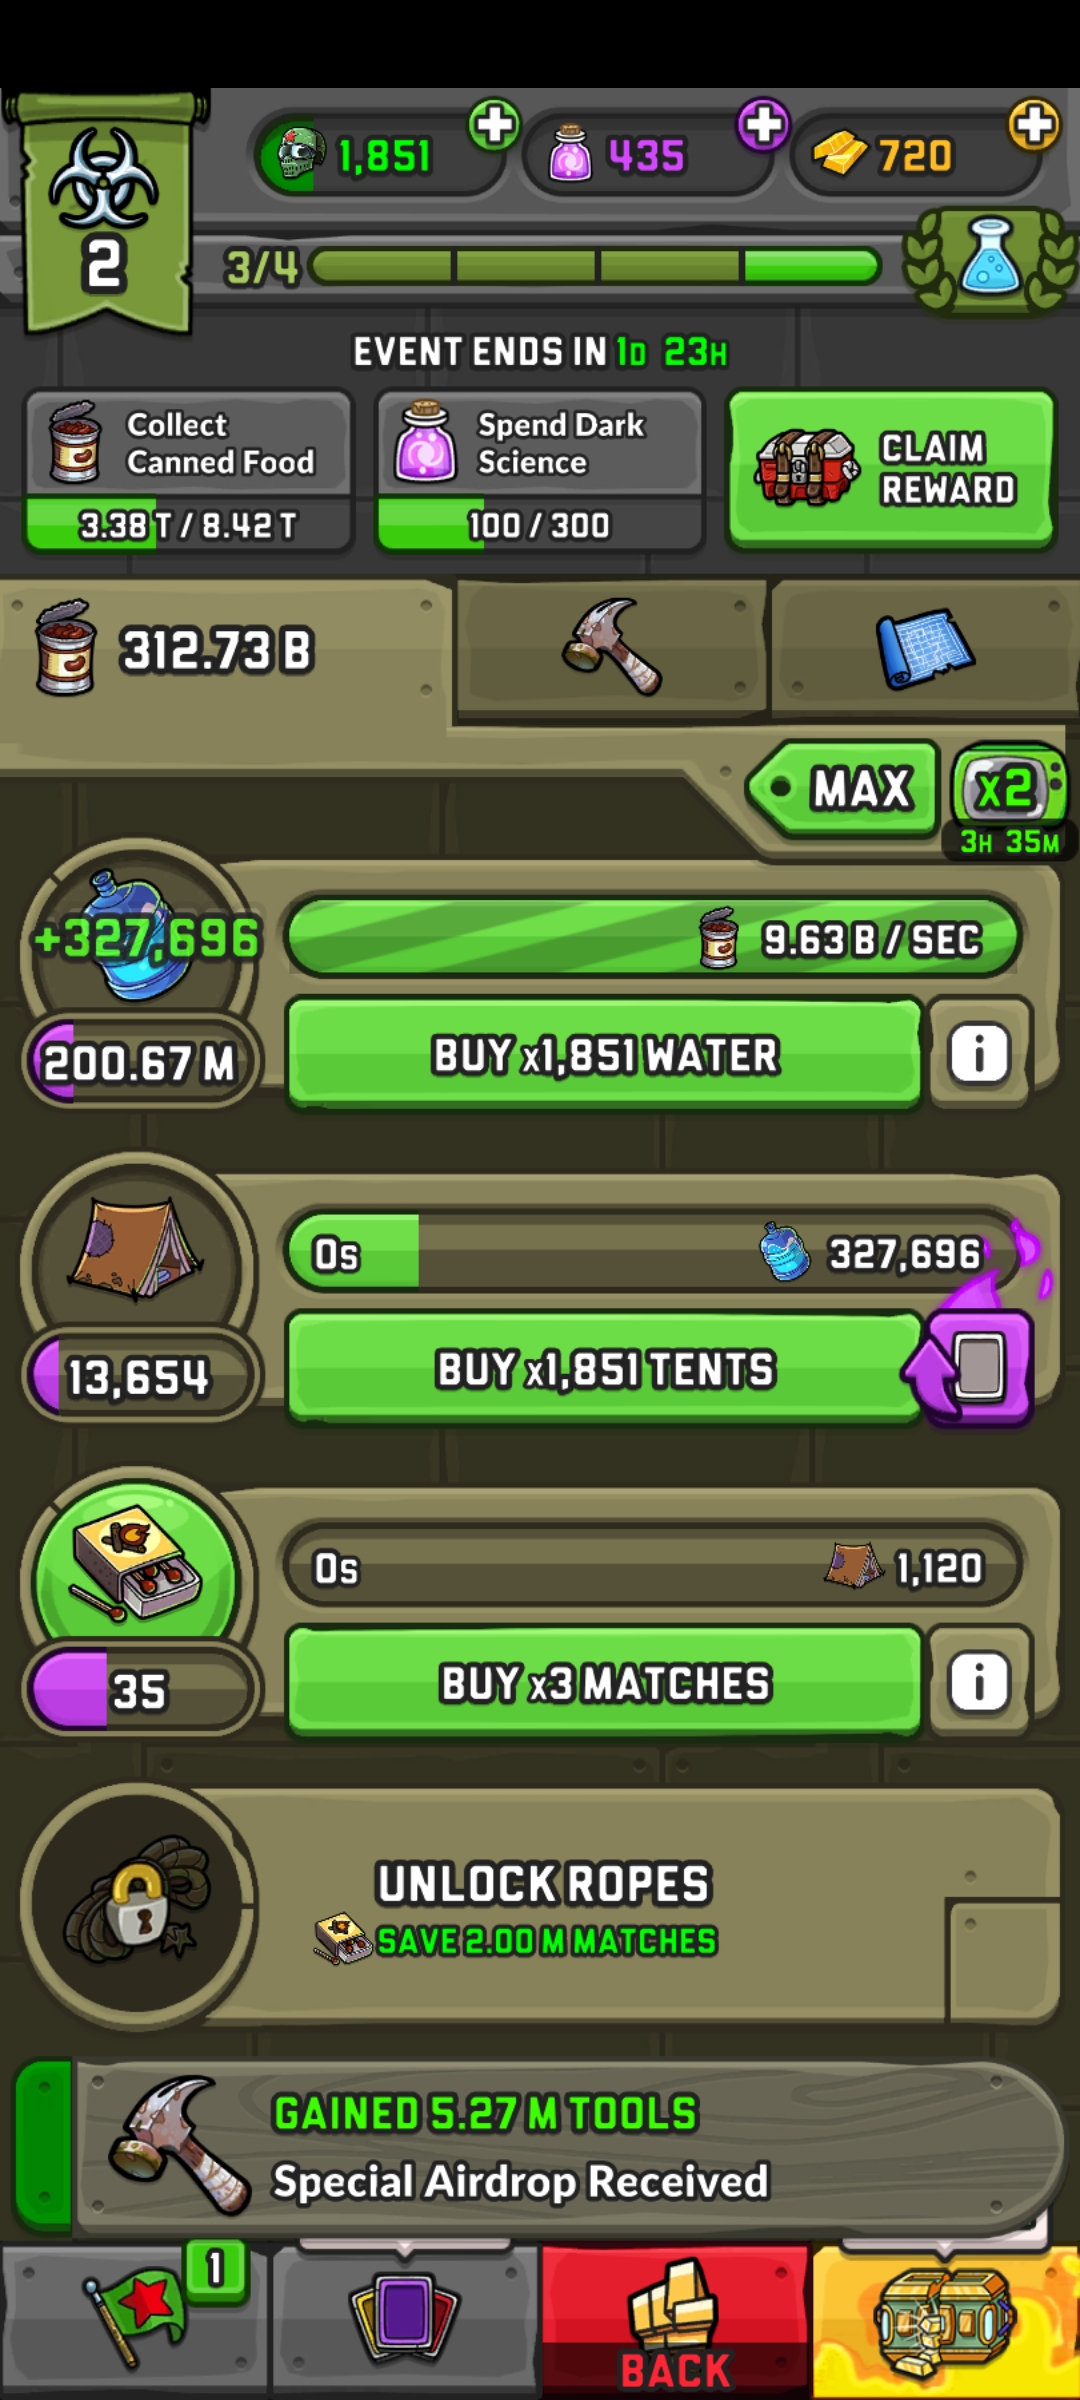 1,851
435
720
2
3/4
EVENT ENDS IN 1D 23H
Collect
Canned Food
3.38 T / 8.42 T
Spend Dark
Science
100 / 300
CLAIM
REWARD
312.73 B
MAX
x2
3H 35M
+327,696
9.63 B / SEC
200.67 M
BUY x1,851 WATER
i
0s
327,696
13,654
BUY x1,851 TENTS
0s
1,120
35
BUY x3 MATCHES
i
UNLOCK ROPES
SAVE 2.00 M MATCHES
GAINED 5.27 M TOOLS
Special Airdrop Received
1
BACK